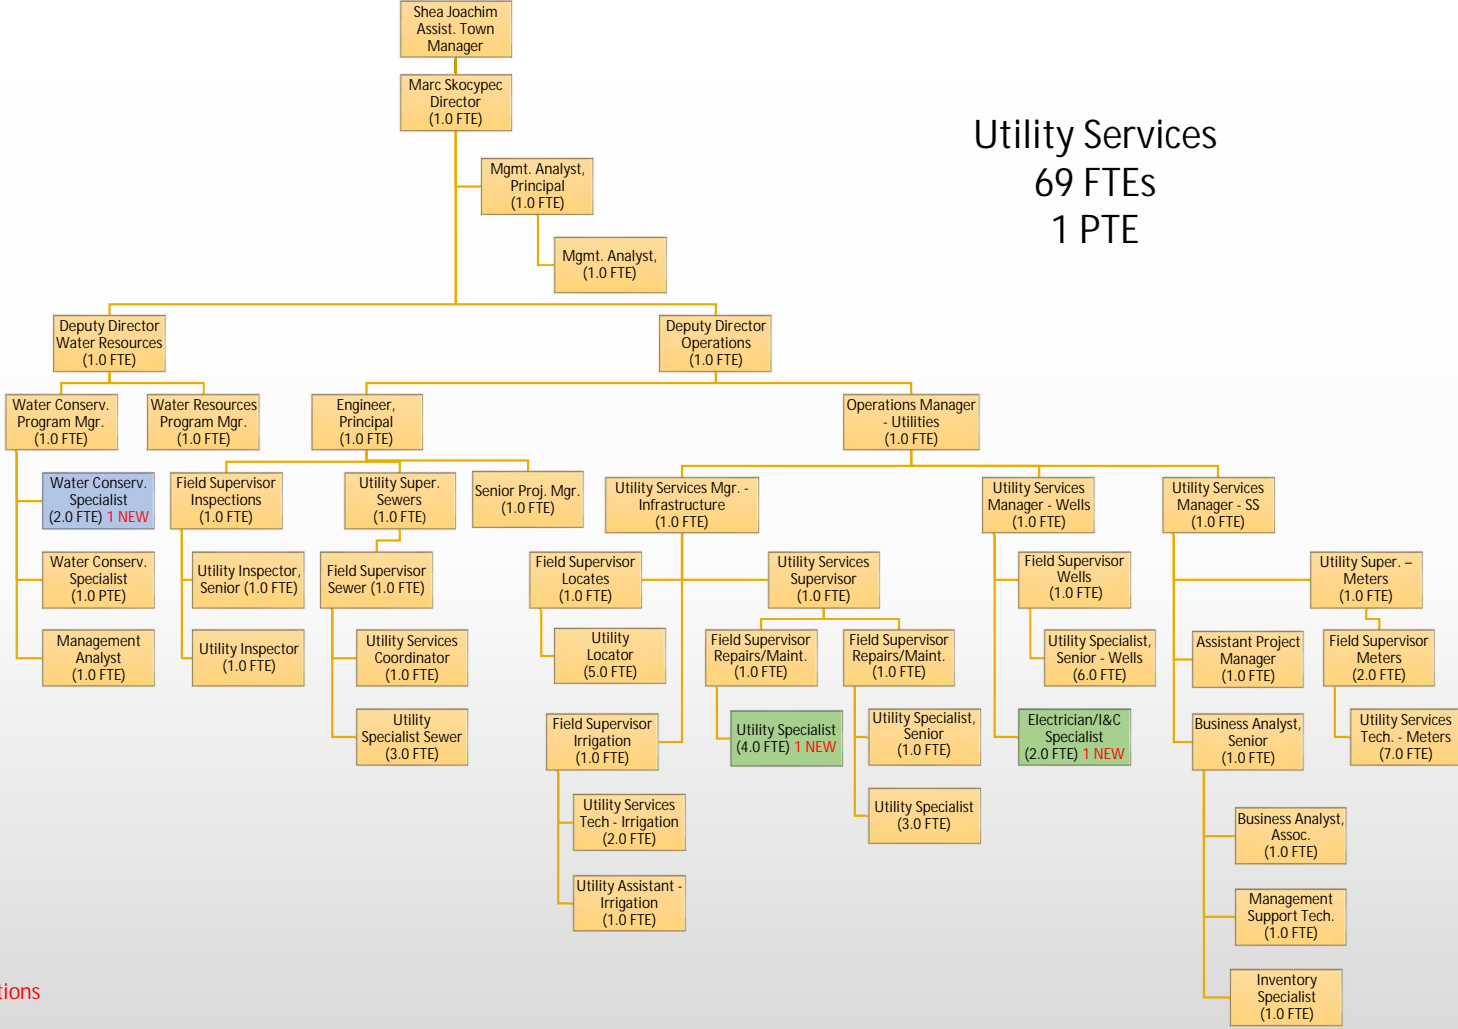 Shea Joachim
Assist. Town
Manager
Marc Skocypec
Director
(1.0 FTE)
Utility Services
69 FTEs
1 PTE
Mgmt. Analyst,
Principal
(1.0 FTE)
Mgmt. Analyst,
(1.0 FTE)
Deputy Director
Water Resources
(1.0 FTE)
Deputy Director
Operations
(1.0 FTE)
Water Conserv.
Program Mgr.
(1.0 FTE)
Water Resources
Program Mgr.
(1.0 FTE)
Engineer,
Principal
(1.0 FTE)
Operations Manager
- Utilities
(1.0 FTE)
Water Conserv.
Specialist
(2.0 FTE) 1 NEW
Field Supervisor
Inspections
(1.0 FTE)
Utility Super.
Sewers
(1.0 FTE)
Senior Proj. Mgr.
(1.0 FTE)
Utility Services Mgr. -
Infrastructure
(1.0 FTE)
Utility Services
Manager - Wells
(1.0 FTE)
Utility Services
Manager - SS
(1.0 FTE)
Water Conserv.
Specialist
(1.0 PTE)
Utility Inspector,
Senior (1.0 FTE)
Field Supervisor
Sewer (1.0 FTE)
Field Supervisor
Locates
(1.0 FTE)
Utility Services
Supervisor
(1.0 FTE)
Field Supervisor
Wells
(1.0 FTE)
Utility Super. –
Meters
(1.0 FTE)
Management
Analyst
(1.0 FTE)
Utility Inspector
(1.0 FTE)
Utility Services
Coordinator
(1.0 FTE)
Utility
Locator
(5.0 FTE)
Field Supervisor
Repairs/Maint.
(1.0 FTE)
Field Supervisor
Repairs/Maint.
(1.0 FTE)
Utility Specialist,
Senior - Wells
(6.0 FTE)
Assistant Project
Manager
(1.0 FTE)
Field Supervisor
Meters
(2.0 FTE)
Utility
Specialist Sewer
(3.0 FTE)
Field Supervisor
Irrigation
(1.0 FTE)
Utility Specialist
(4.0 FTE) 1 NEW
Utility Specialist,
Senior
(1.0 FTE)
Electrician/I&C
Specialist
(2.0 FTE) 1 NEW
Business Analyst,
Senior
(1.0 FTE)
Utility Services
Tech. - Meters
(7.0 FTE)
Utility Services
Tech - Irrigation
(2.0 FTE)
Utility Specialist
(3.0 FTE)
Business Analyst,
Assoc.
(1.0 FTE)
Utility Assistant -
Irrigation
(1.0 FTE)
Management
Support Tech.
(1.0 FTE)
Inventory
Specialist
(1.0 FTE)
tions